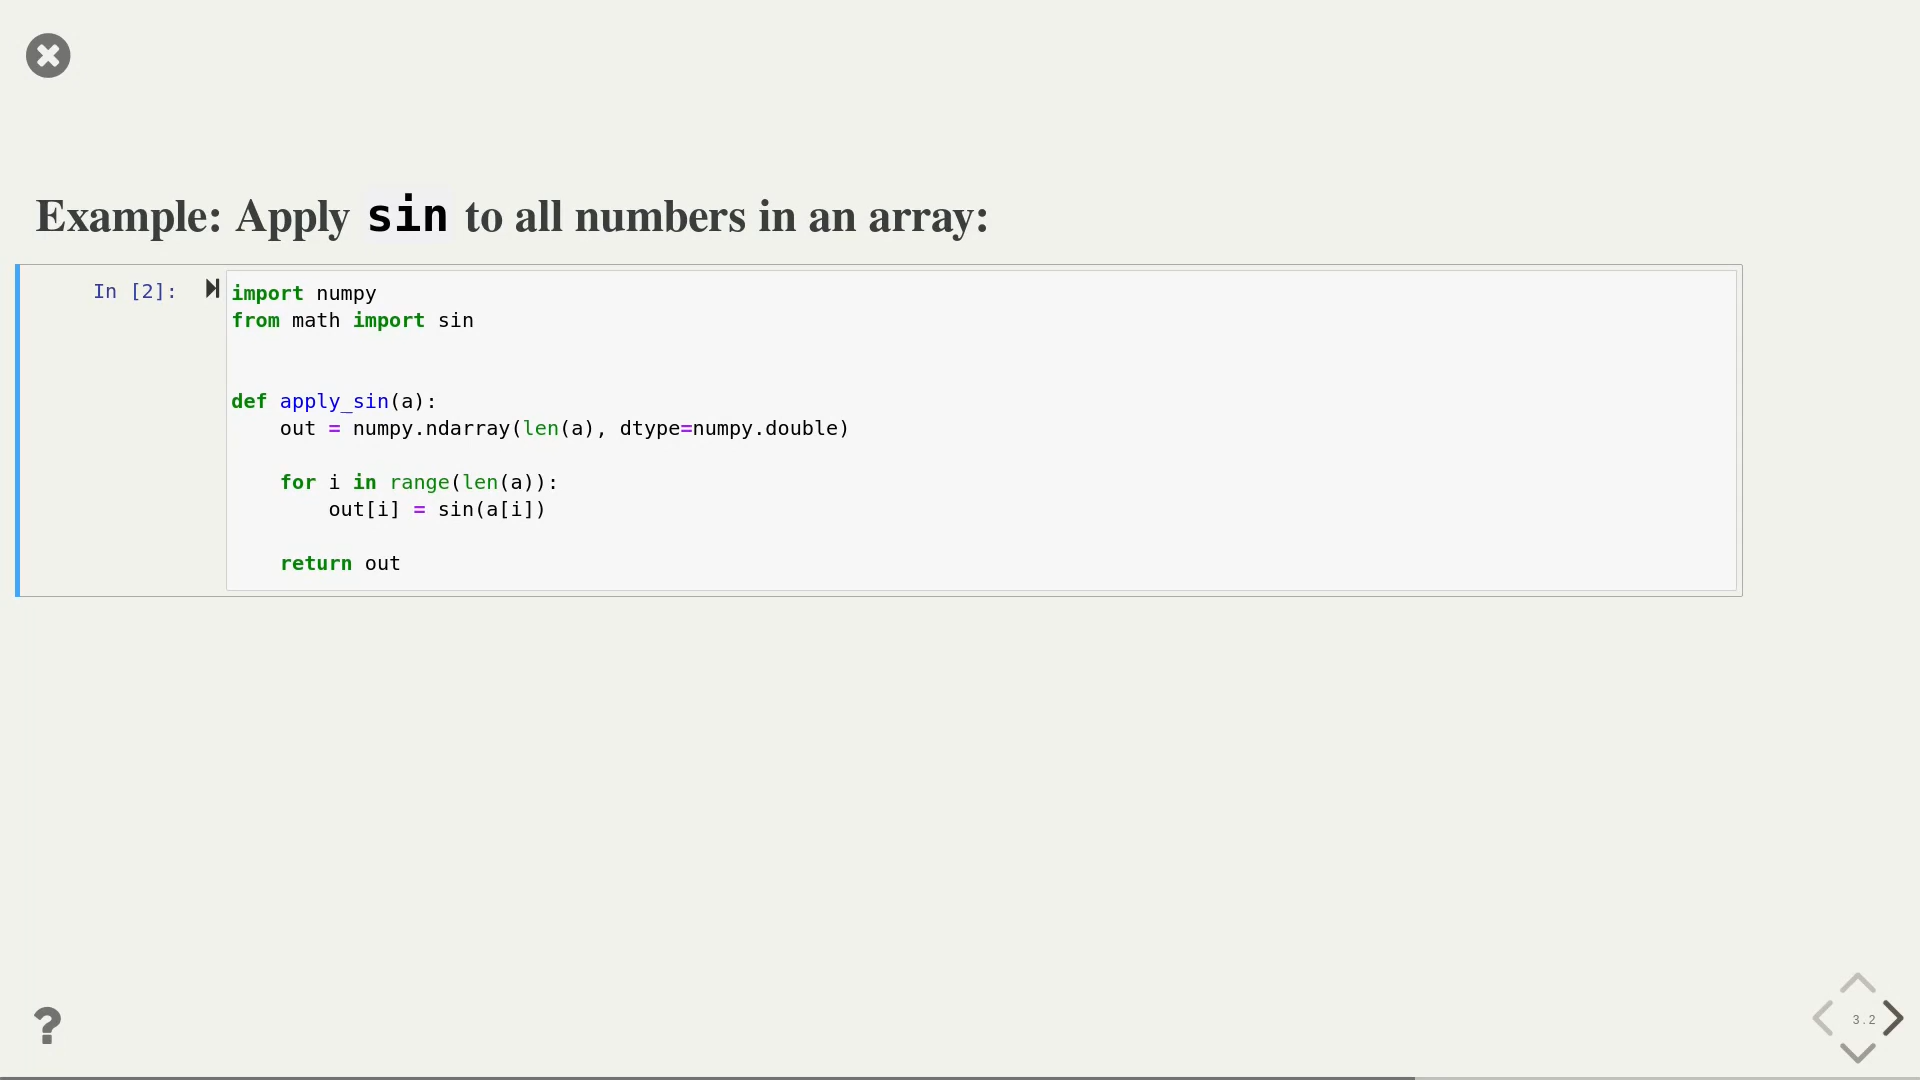 Example: Apply sin to all numbers in an array:
In [2]:
import numpy
from math import sin
def apply_sin(a):
    out = numpy.ndarray(len(a), dtype=numpy.double)
    for i in range(len(a)):
        out[i] = sin(a[i])
    return out
?
3.2